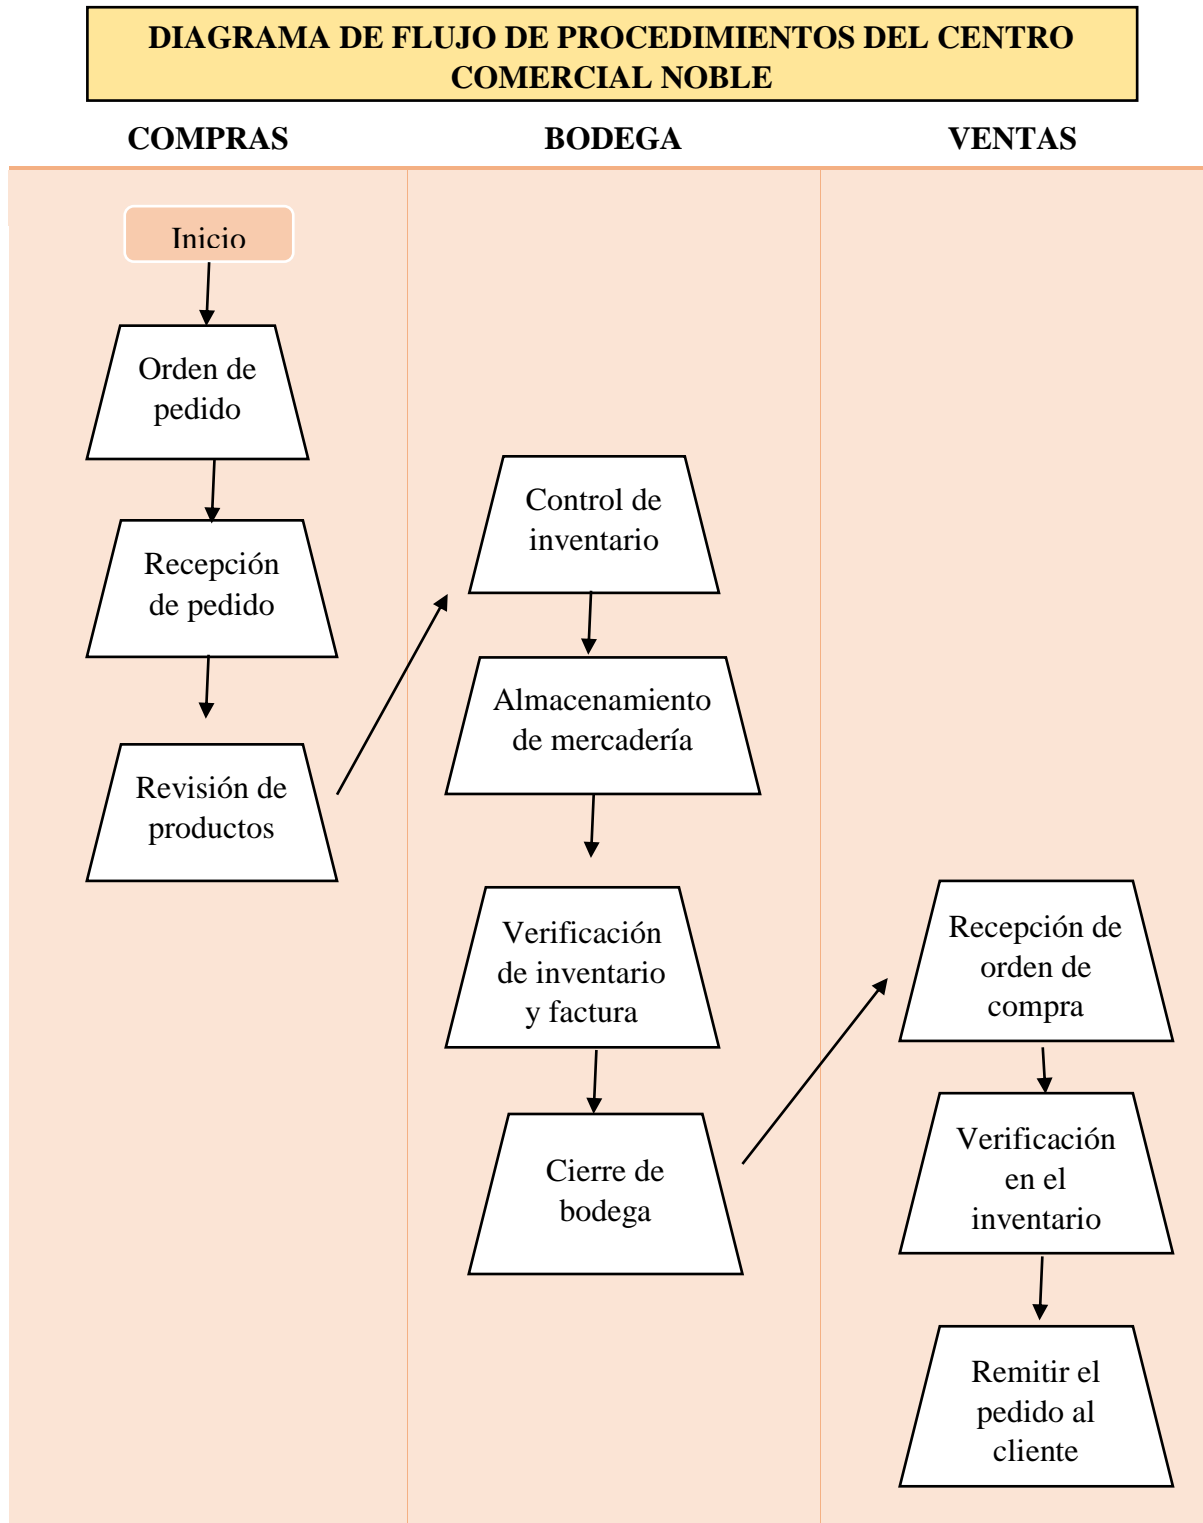 DIAGRAMA DE FLUJO DE PROCEDIMIENTOS DEL CENTRO
COMERCIAL NOBLE
COMPRAS
BODEGA
VENTAS
Inicio
Orden de
pedido
Recepción
de pedido
Revisión de
productos
Control de
inventario
Almacenamiento
de mercadería
Verificación
de inventario
y factura
Cierre de
bodega
Recepción de
orden de
compra
Verificación
en el
inventario
Remitir el
pedido al
cliente